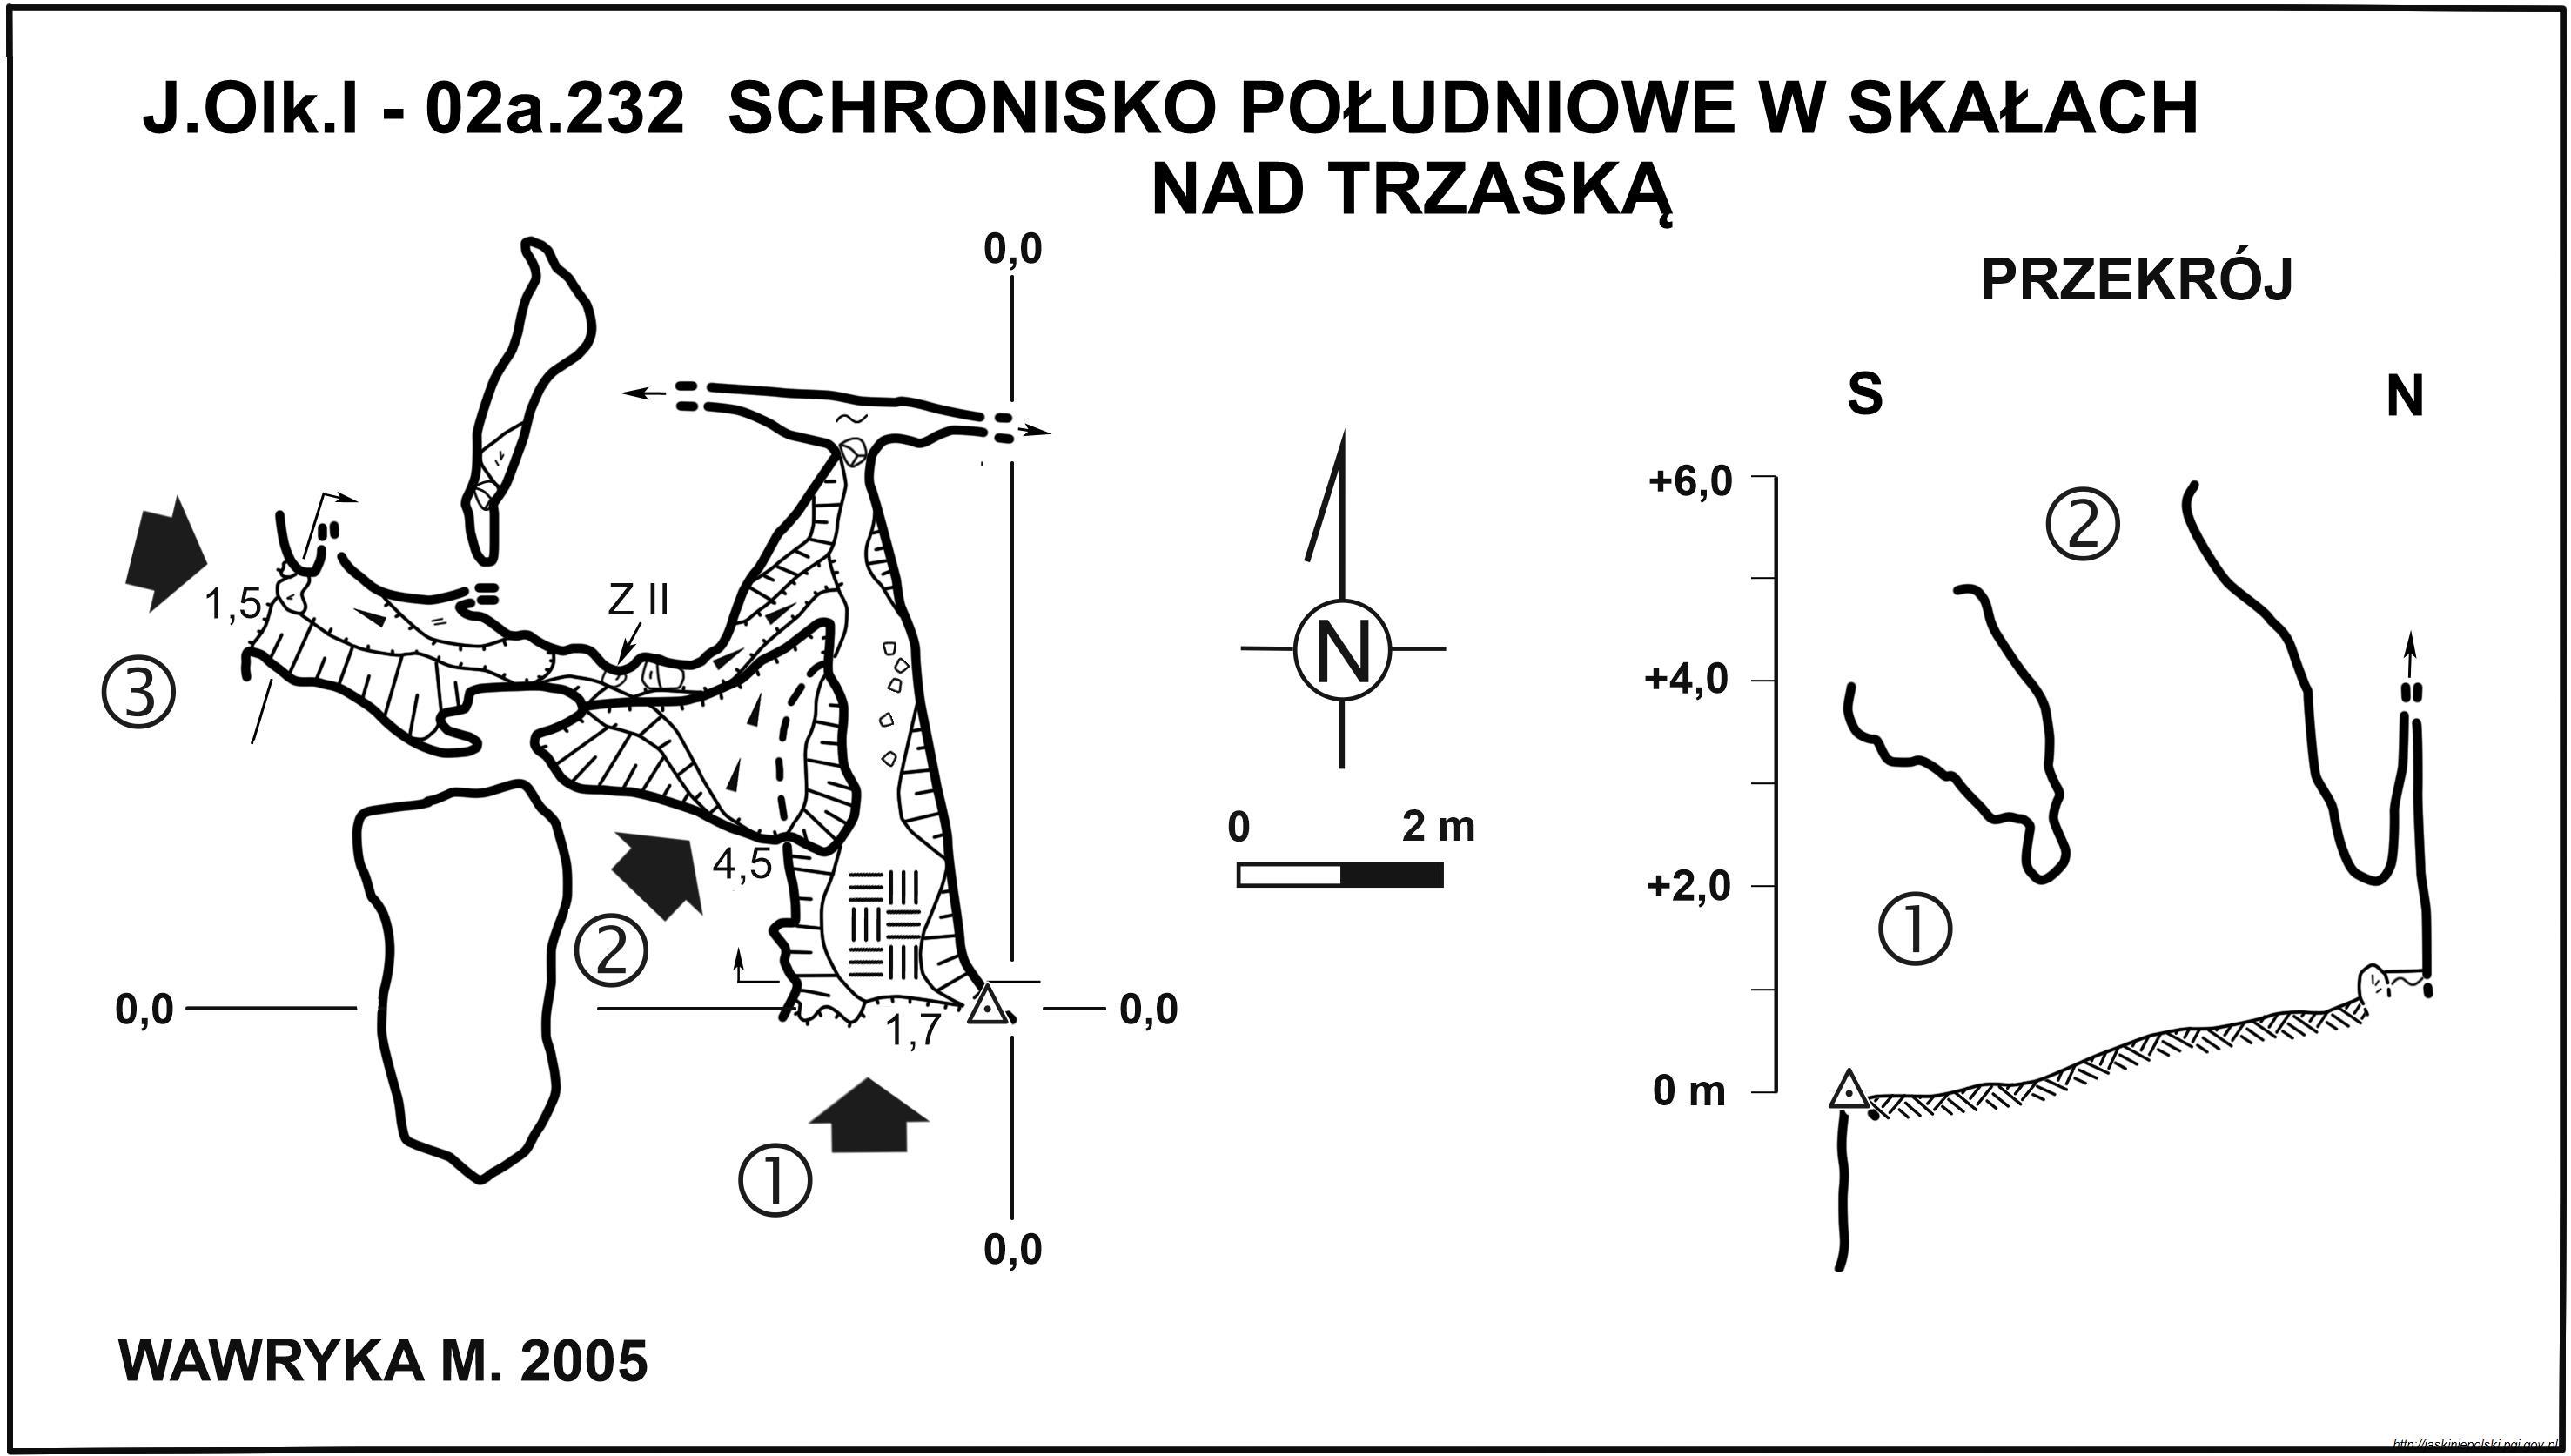 J.Olk.I - 02a.232 SCHRONISKO POŁUDNIOWE W SKAŁACH
NAD TRZASKĄ
0,0
PRZEKRÓJ
S
N
+6,0
②
Z II
1,5
N
③
+4,0
0
2 m
4,5
+2,0
②
①
0,0
0,0
1,7
0 m
①
0,0
WAWRYKA M. 2005
http://jaskiniepolski.pgi.gov.pl